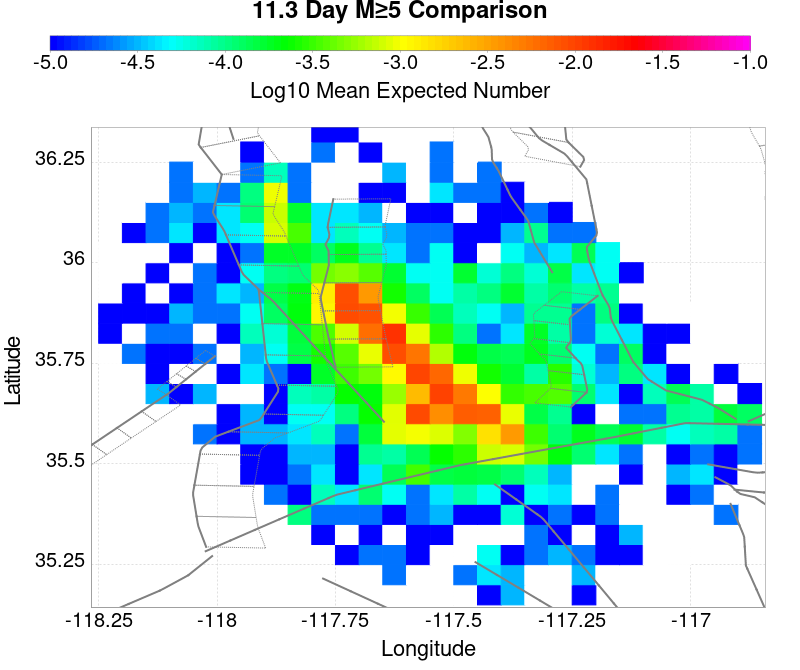 11.3 Day M≥5 Comparison
-5.0 -4.5 -4.0 -3.5 -3.0 -2.5 -2.0 -1.5 -1.0
Log10 Mean Expected Number
36.25
36
35.75
35.5
35.25
Latitude
-118.25 -118 -117.75 -117.5 -117.25 -117
Longitude